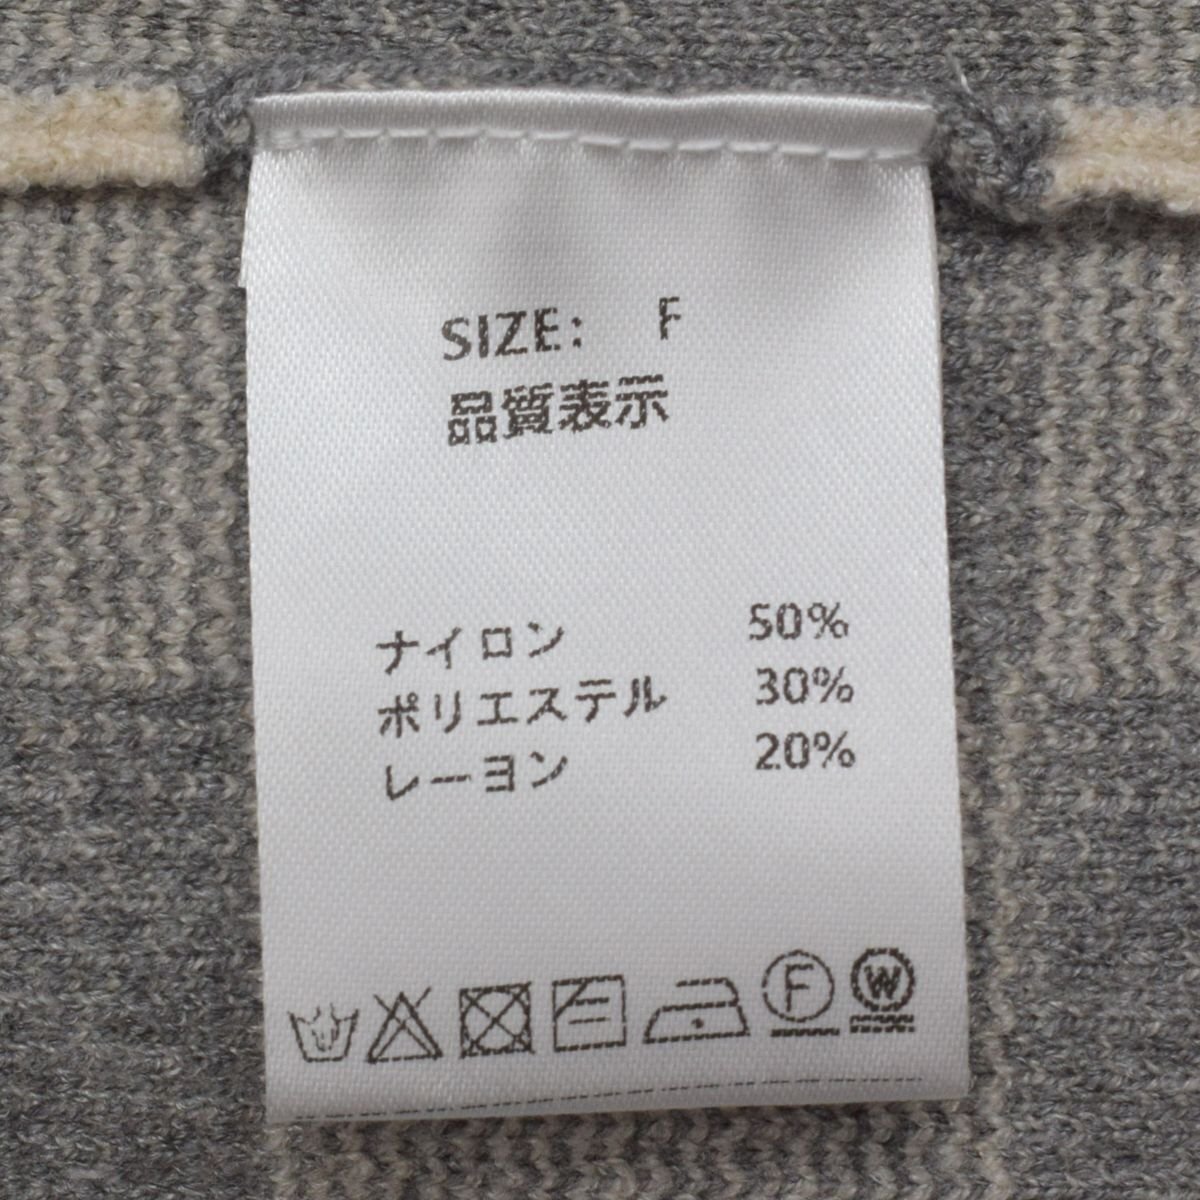 SIZE: F
品質表示
ナイロン 50%
ポリエステル 30%
レーヨン 20%
F W